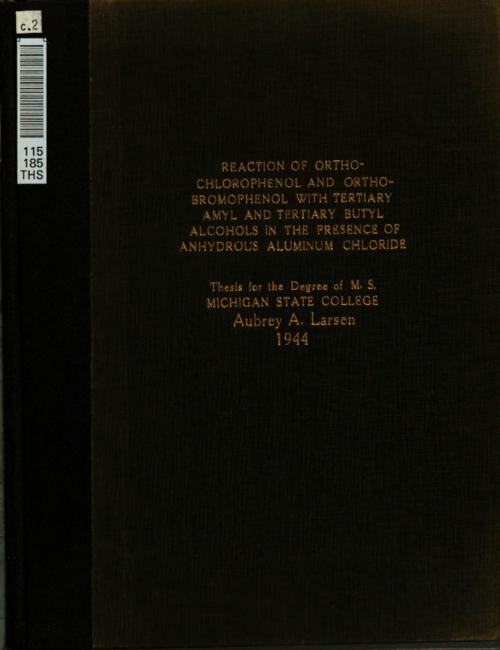 c.2
115
185
THS
REACTION OF ORTHO-
CHLOROPHENOL AND ORTHO-
BROMOPHENOL WITH TERTIARY
AMYL AND TERTIARY BUTYL
ALCOHOLS IN THE PRESENCE OF
ANHYDROUS ALUMINUM CHLORIDE
Thesis for the Degree of M. S.
MICHIGAN STATE COLLEGE
Aubrey A. Larsen
1944